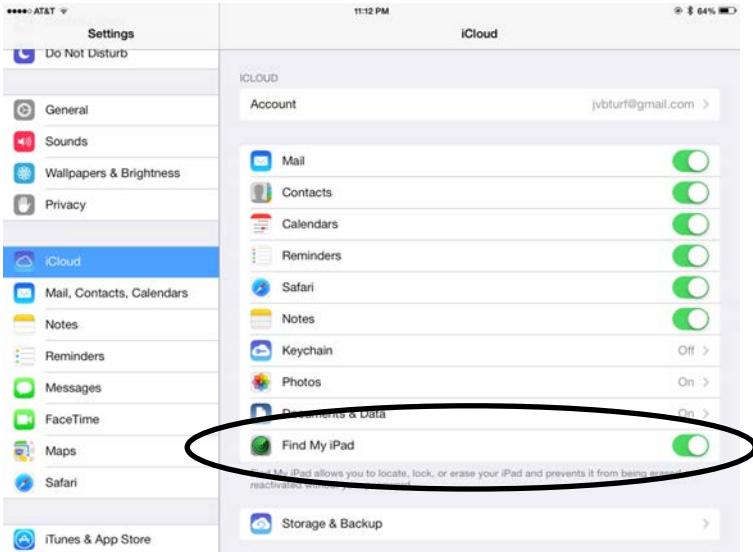 AT&T
11:12 PM
64%
Settings
iCloud
Do Not Disturb
General
Sounds
Wallpapers & Brightness
Privacy
iCloud
Mail, Contacts, Calendars
Notes
Reminders
Messages
FaceTime
Maps
Safari
iTunes & App Store
ICLOUD
Account
jvbturf@gmail.com
Mail
Contacts
Calendars
Reminders
Safari
Notes
Keychain
Off
Photos
On
Documents & Data
On
Find My iPad
Find My iPad allows you to locate, lock, or erase your iPad and prevents it from being erased
reactivated without your password.
Storage & Backup